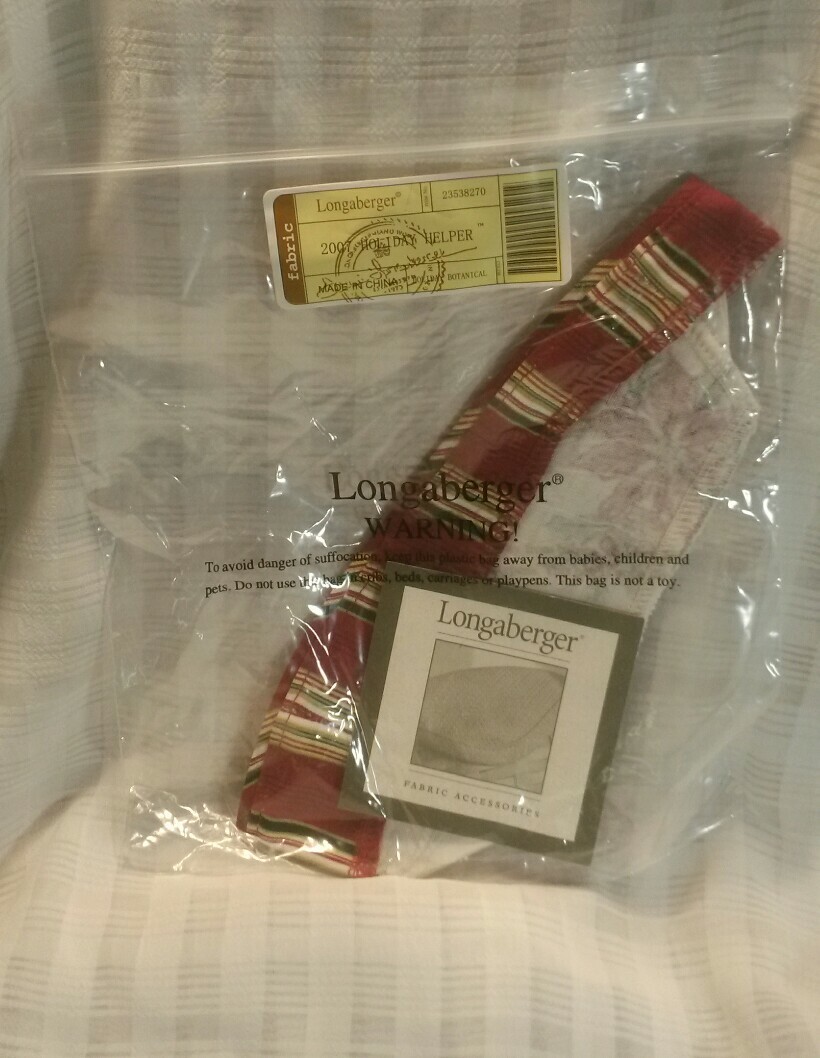 fabric
Longaberger®
23538270
2007 HOLIDAY HELPER™
MADE IN CHINA
HOLIDAY BOTANICAL
Longaberger®
WARNING!
To avoid danger of suffocation, keep this plastic bag away from babies, children and
pets. Do not use this bag in cribs, beds, carriages or playpens. This bag is not a toy.
Longaberger®
FABRIC ACCESSORIES